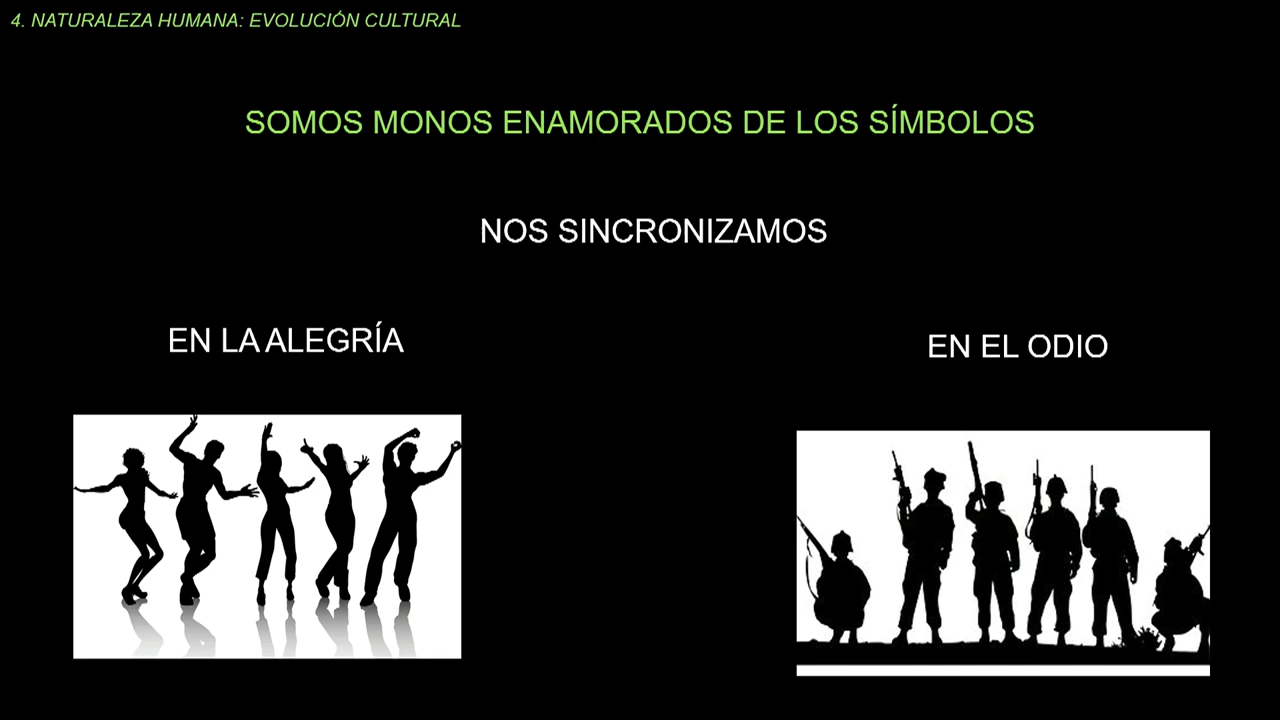 4. NATURALEZA HUMANA: EVOLUCIÓN CULTURAL
SOMOS MONOS ENAMORADOS DE LOS SÍMBOLOS
NOS SINCRONIZAMOS
EN LA ALEGRÍA
EN EL ODIO